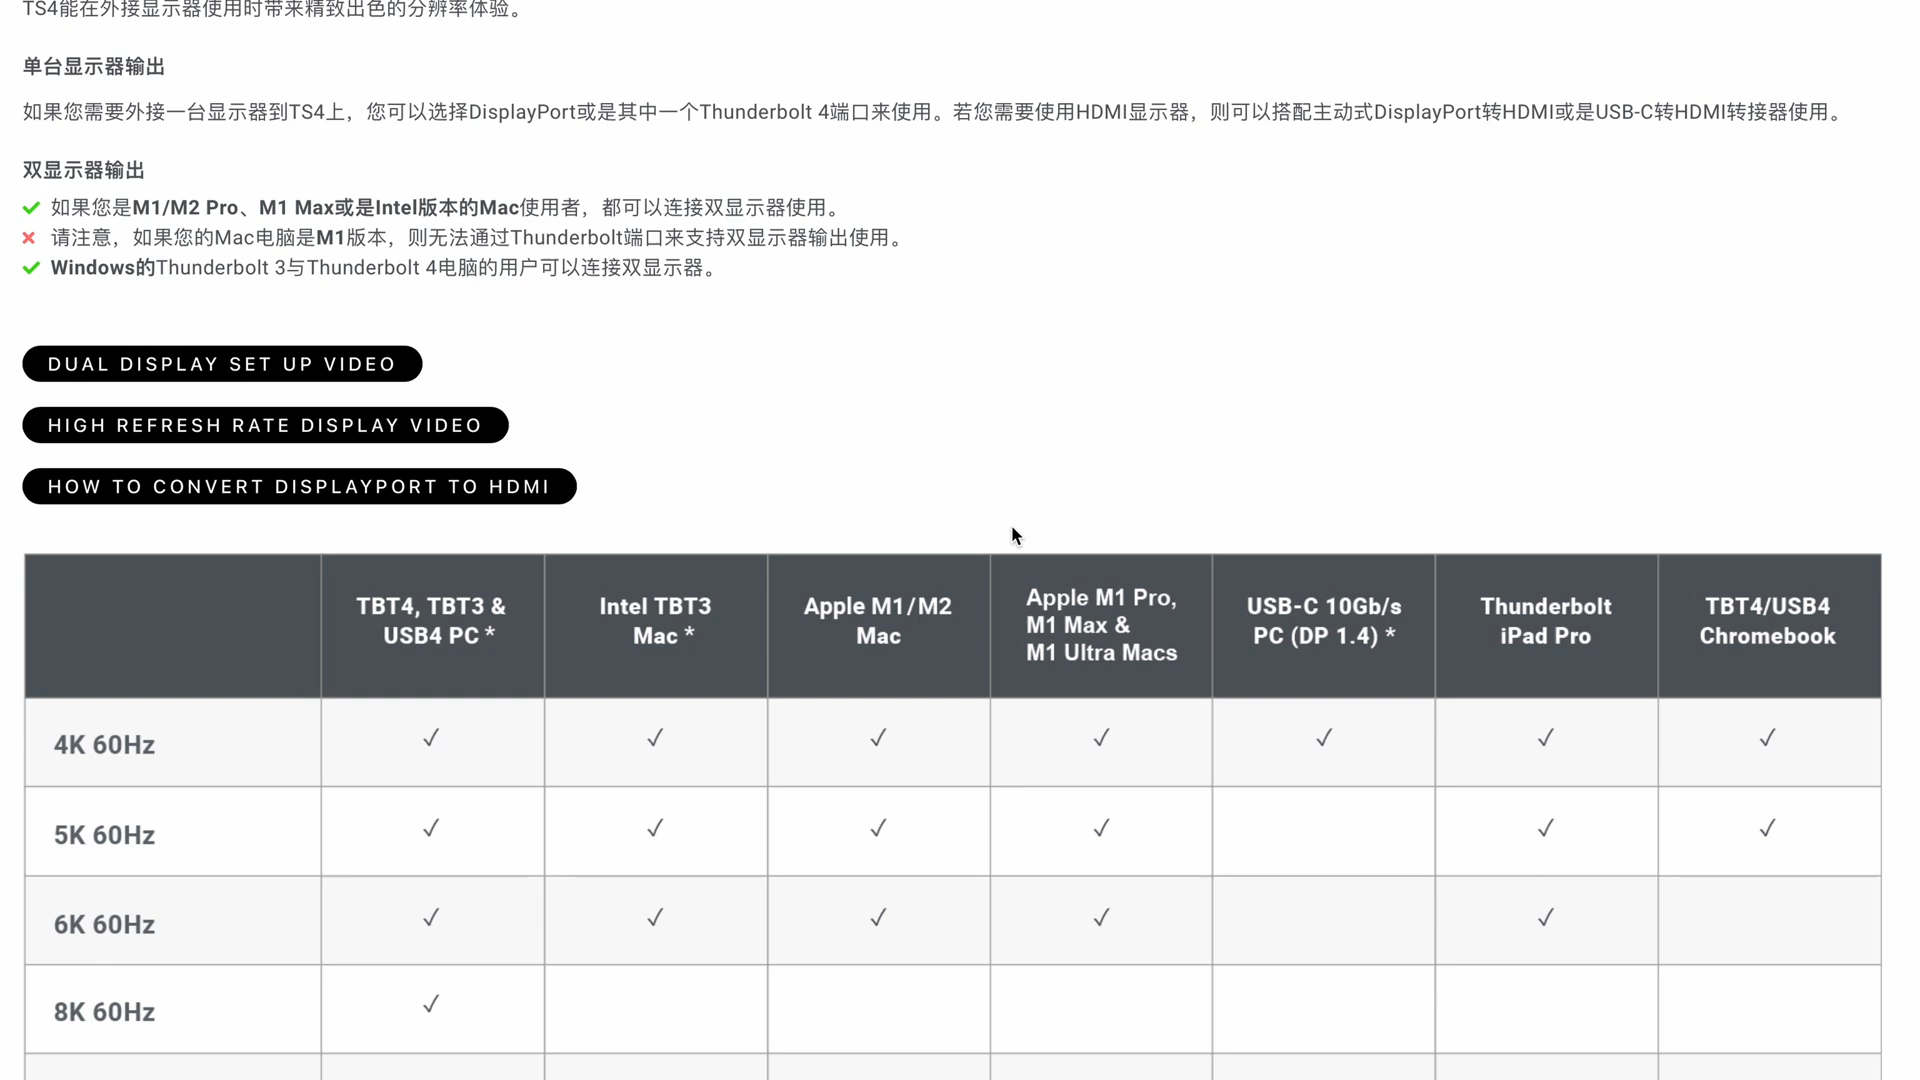 TS4能在外接显示器使用时带来精致出色的分辨率体验。
单台显示器输出
如果您需要外接一台显示器到TS4上，您可以选择DisplayPort或是其中一个Thunderbolt 4端口来使用。若您需要使用HDMI显示器，则可以搭配主动式DisplayPort转HDMI或是USB-C转HDMI转接器使用。
双显示器输出
✓ 如果您是M1/M2 Pro、M1 Max或是Intel版本的Mac使用者，都可以连接双显示器使用。
✗ 请注意，如果您的Mac电脑是M1版本，则无法通过Thunderbolt端口来支持双显示器输出使用。
✓ Windows的Thunderbolt 3与Thunderbolt 4电脑的用户可以连接双显示器。
DUAL DISPLAY SET UP VIDEO
HIGH REFRESH RATE DISPLAY VIDEO
HOW TO CONVERT DISPLAYPORT TO HDMI
TBT4, TBT3 &
USB4 PC *
Intel TBT3
Mac *
Apple M1/M2
Mac
Apple M1 Pro,
M1 Max &
M1 Ultra Macs
USB-C 10Gb/s
PC (DP 1.4) *
Thunderbolt
iPad Pro
TBT4/USB4
Chromebook
4K 60Hz ✓ ✓ ✓ ✓ ✓ ✓ ✓
5K 60Hz ✓ ✓ ✓ ✓ ✓ ✓
6K 60Hz ✓ ✓ ✓ ✓ ✓
8K 60Hz ✓